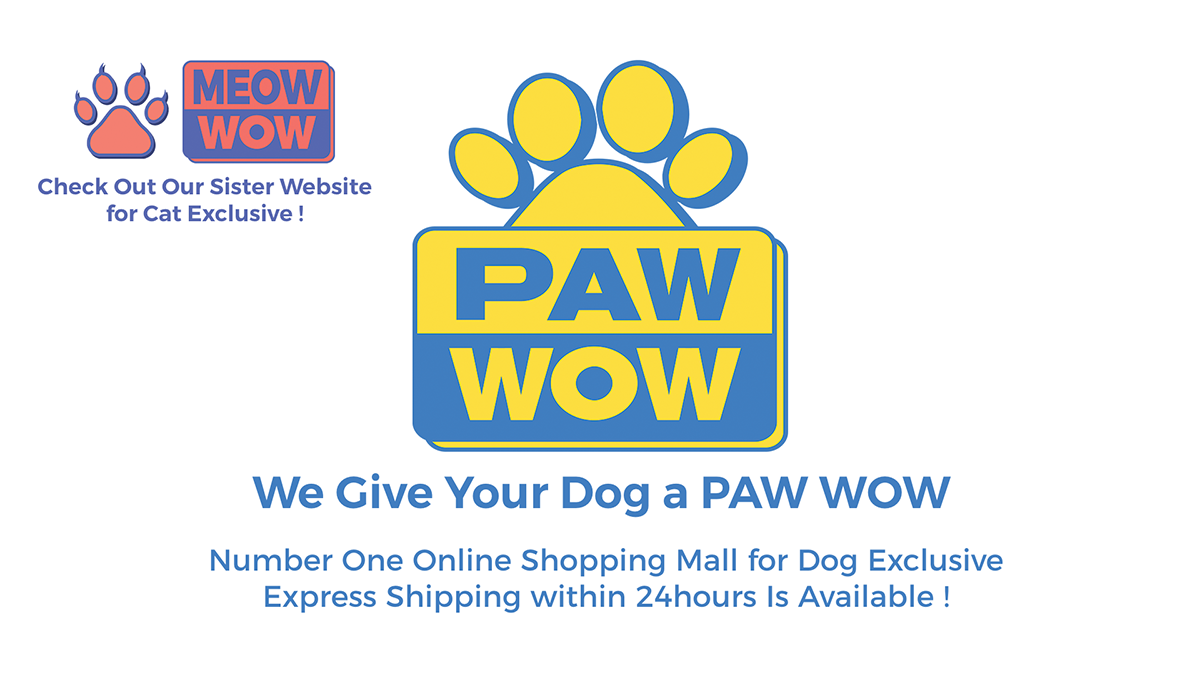 MEOW
WOW
Check Out Our Sister Website
for Cat Exclusive !
PAW
WOW
We Give Your Dog a PAW WOW
Number One Online Shopping Mall for Dog Exclusive
Express Shipping within 24hours Is Available !